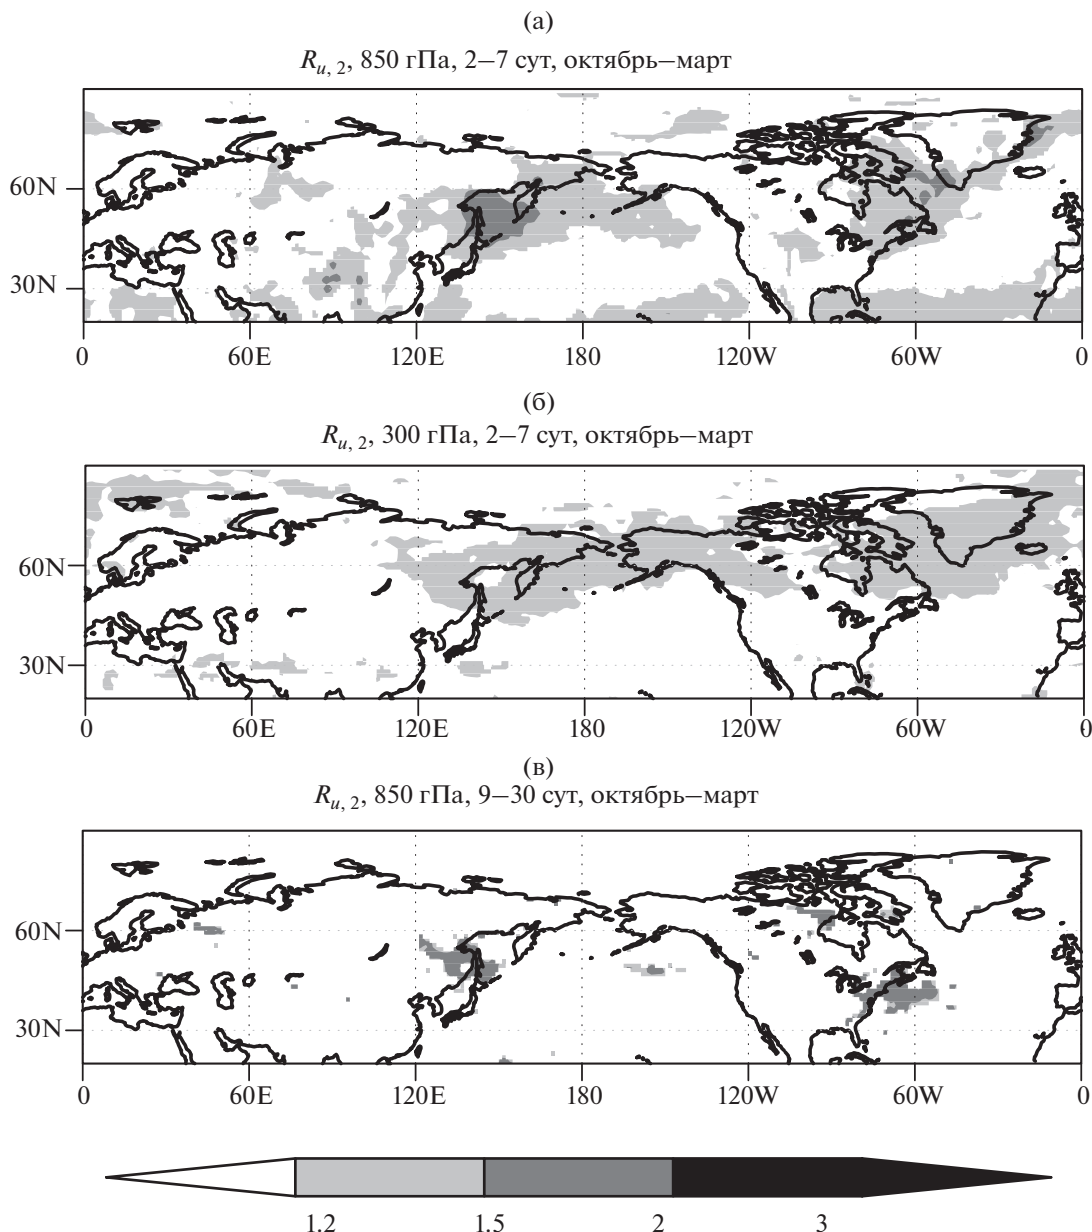 (а)
R_{u, 2}, 850 гПа, 2–7 сут, октябрь–март
60N
30N
0 60E 120E 180 120W 60W 0
(б)
R_{u, 2}, 300 гПа, 2–7 сут, октябрь–март
60N
30N
0 60E 120E 180 120W 60W 0
(в)
R_{u, 2}, 850 гПа, 9–30 сут, октябрь–март
60N
30N
0 60E 120E 180 120W 60W 0
1.2 1.5 2 3